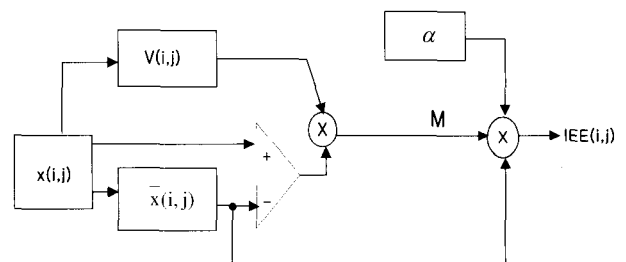 α
V(i,j)
X
M
X
IEE(i,j)
+
x(i,j)
x̄(i,j)
-